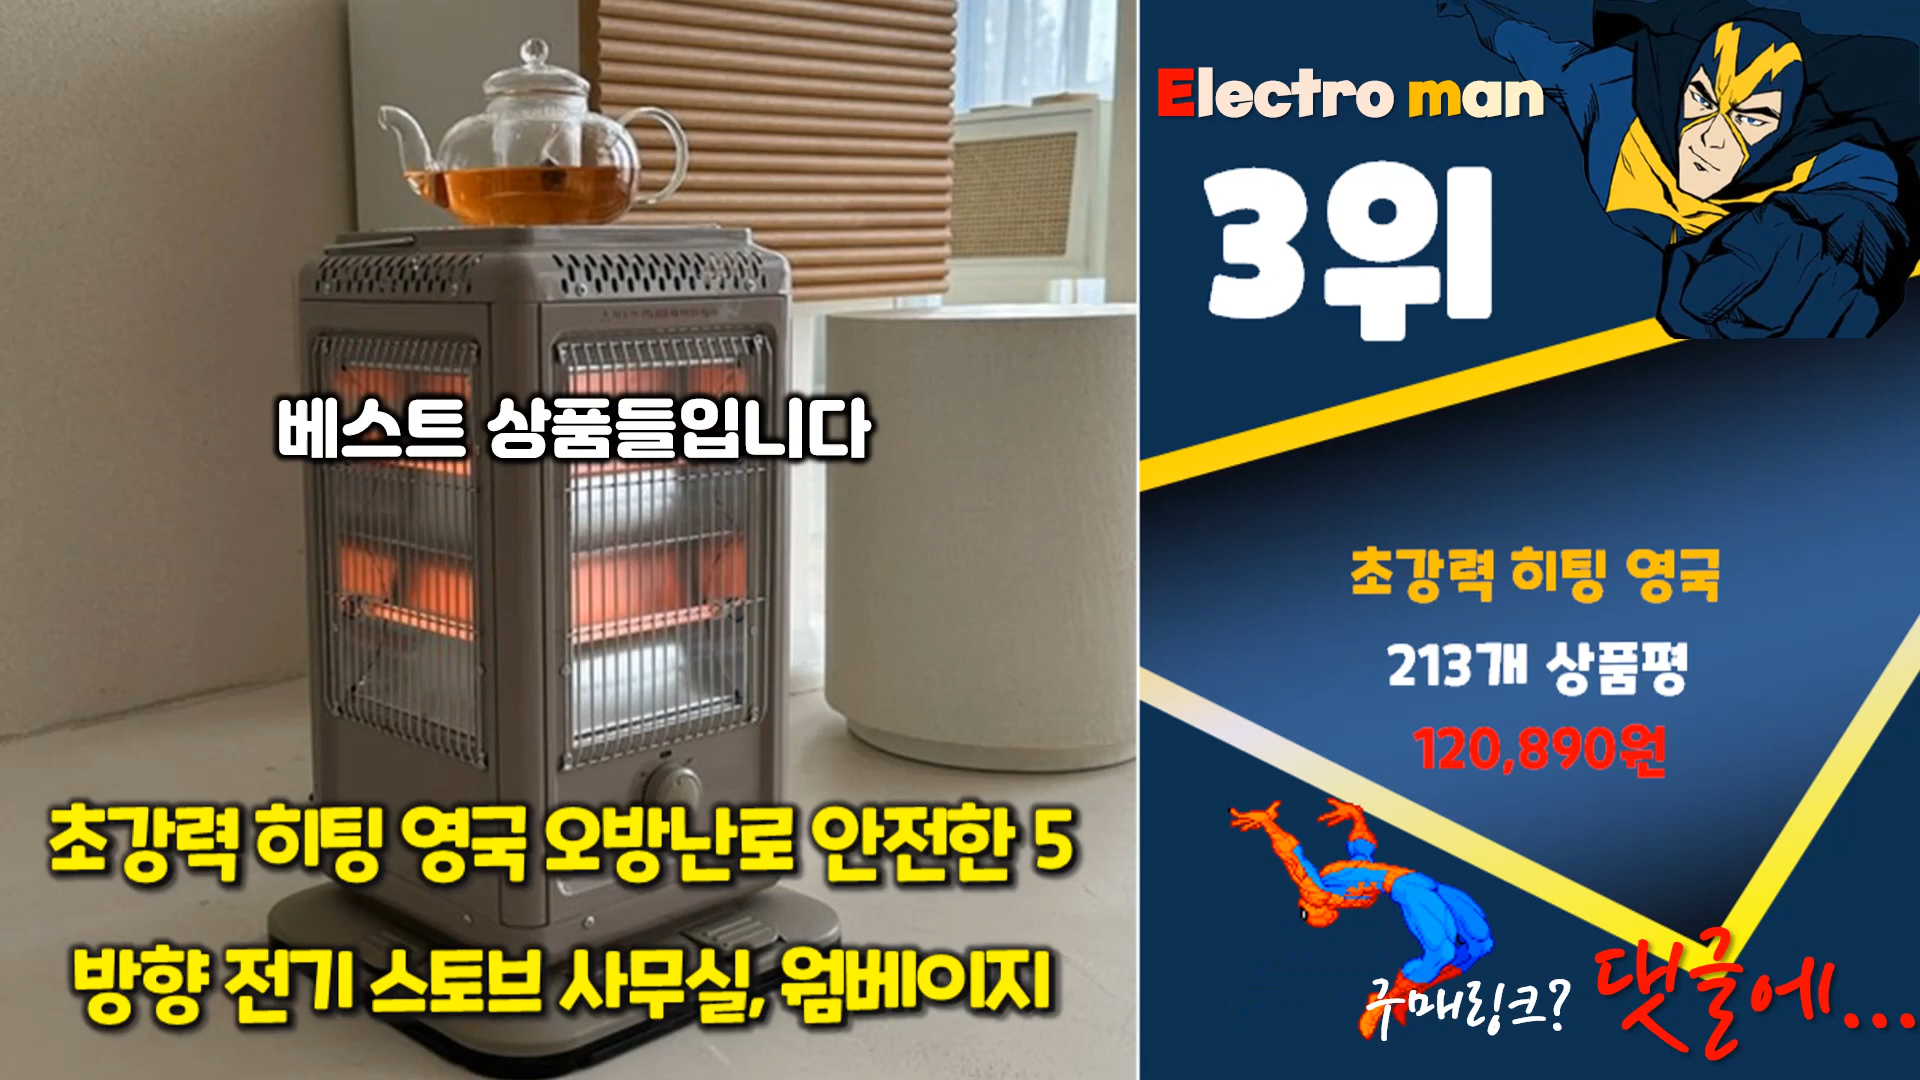 베스트 상품들입니다
초강력 히팅 영국 오방난로 안전한 5
방향 전기 스토브 사무실, 웜베이지
Electro man
3위
초강력 히팅 영국
213개 상품평
120,890원
구매링크? 댓글에...